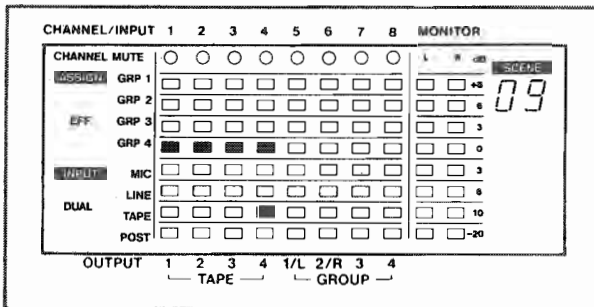 CHANNEL/INPUT 1 2 3 4 5 6 7 8 MONITOR
CHANNEL MUTE L R dB SCENE
ASSIGN GRP 1 +8
09
GRP 2 6
EFF GRP 3 3
GRP 4 0
INPUT MIC 3
LINE 6
DUAL TAPE 10
POST -20
OUTPUT 1 2 3 4 1/L 2/R 3 4
TAPE GROUP